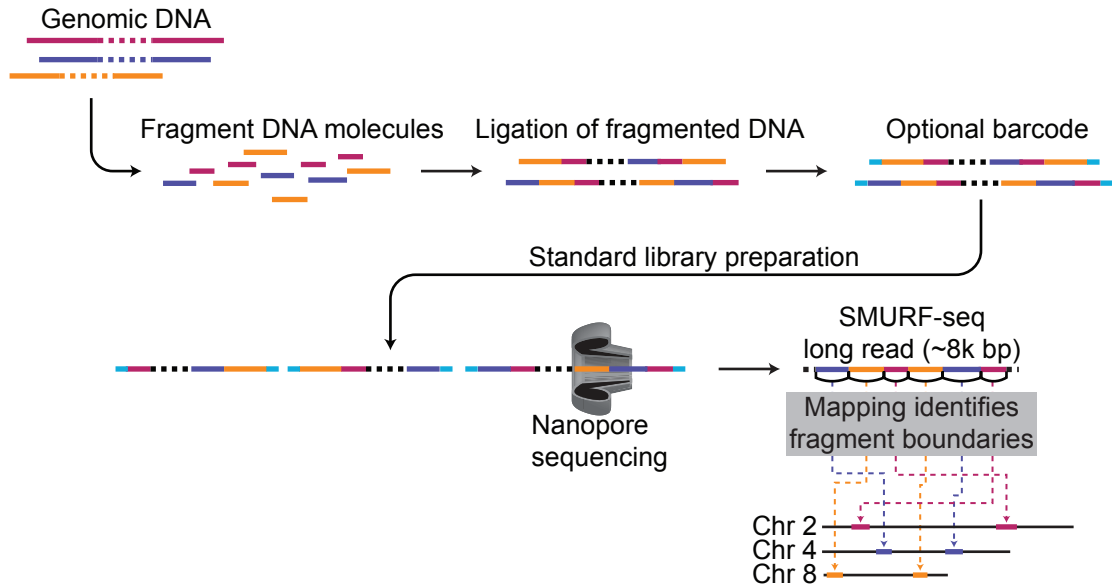 Genomic DNA
Fragment DNA molecules
Ligation of fragmented DNA
Optional barcode
Standard library preparation
SMURF-seq
long read (~8k bp)
Nanopore
sequencing
Mapping identifies
fragment boundaries
Chr 2
Chr 4
Chr 8